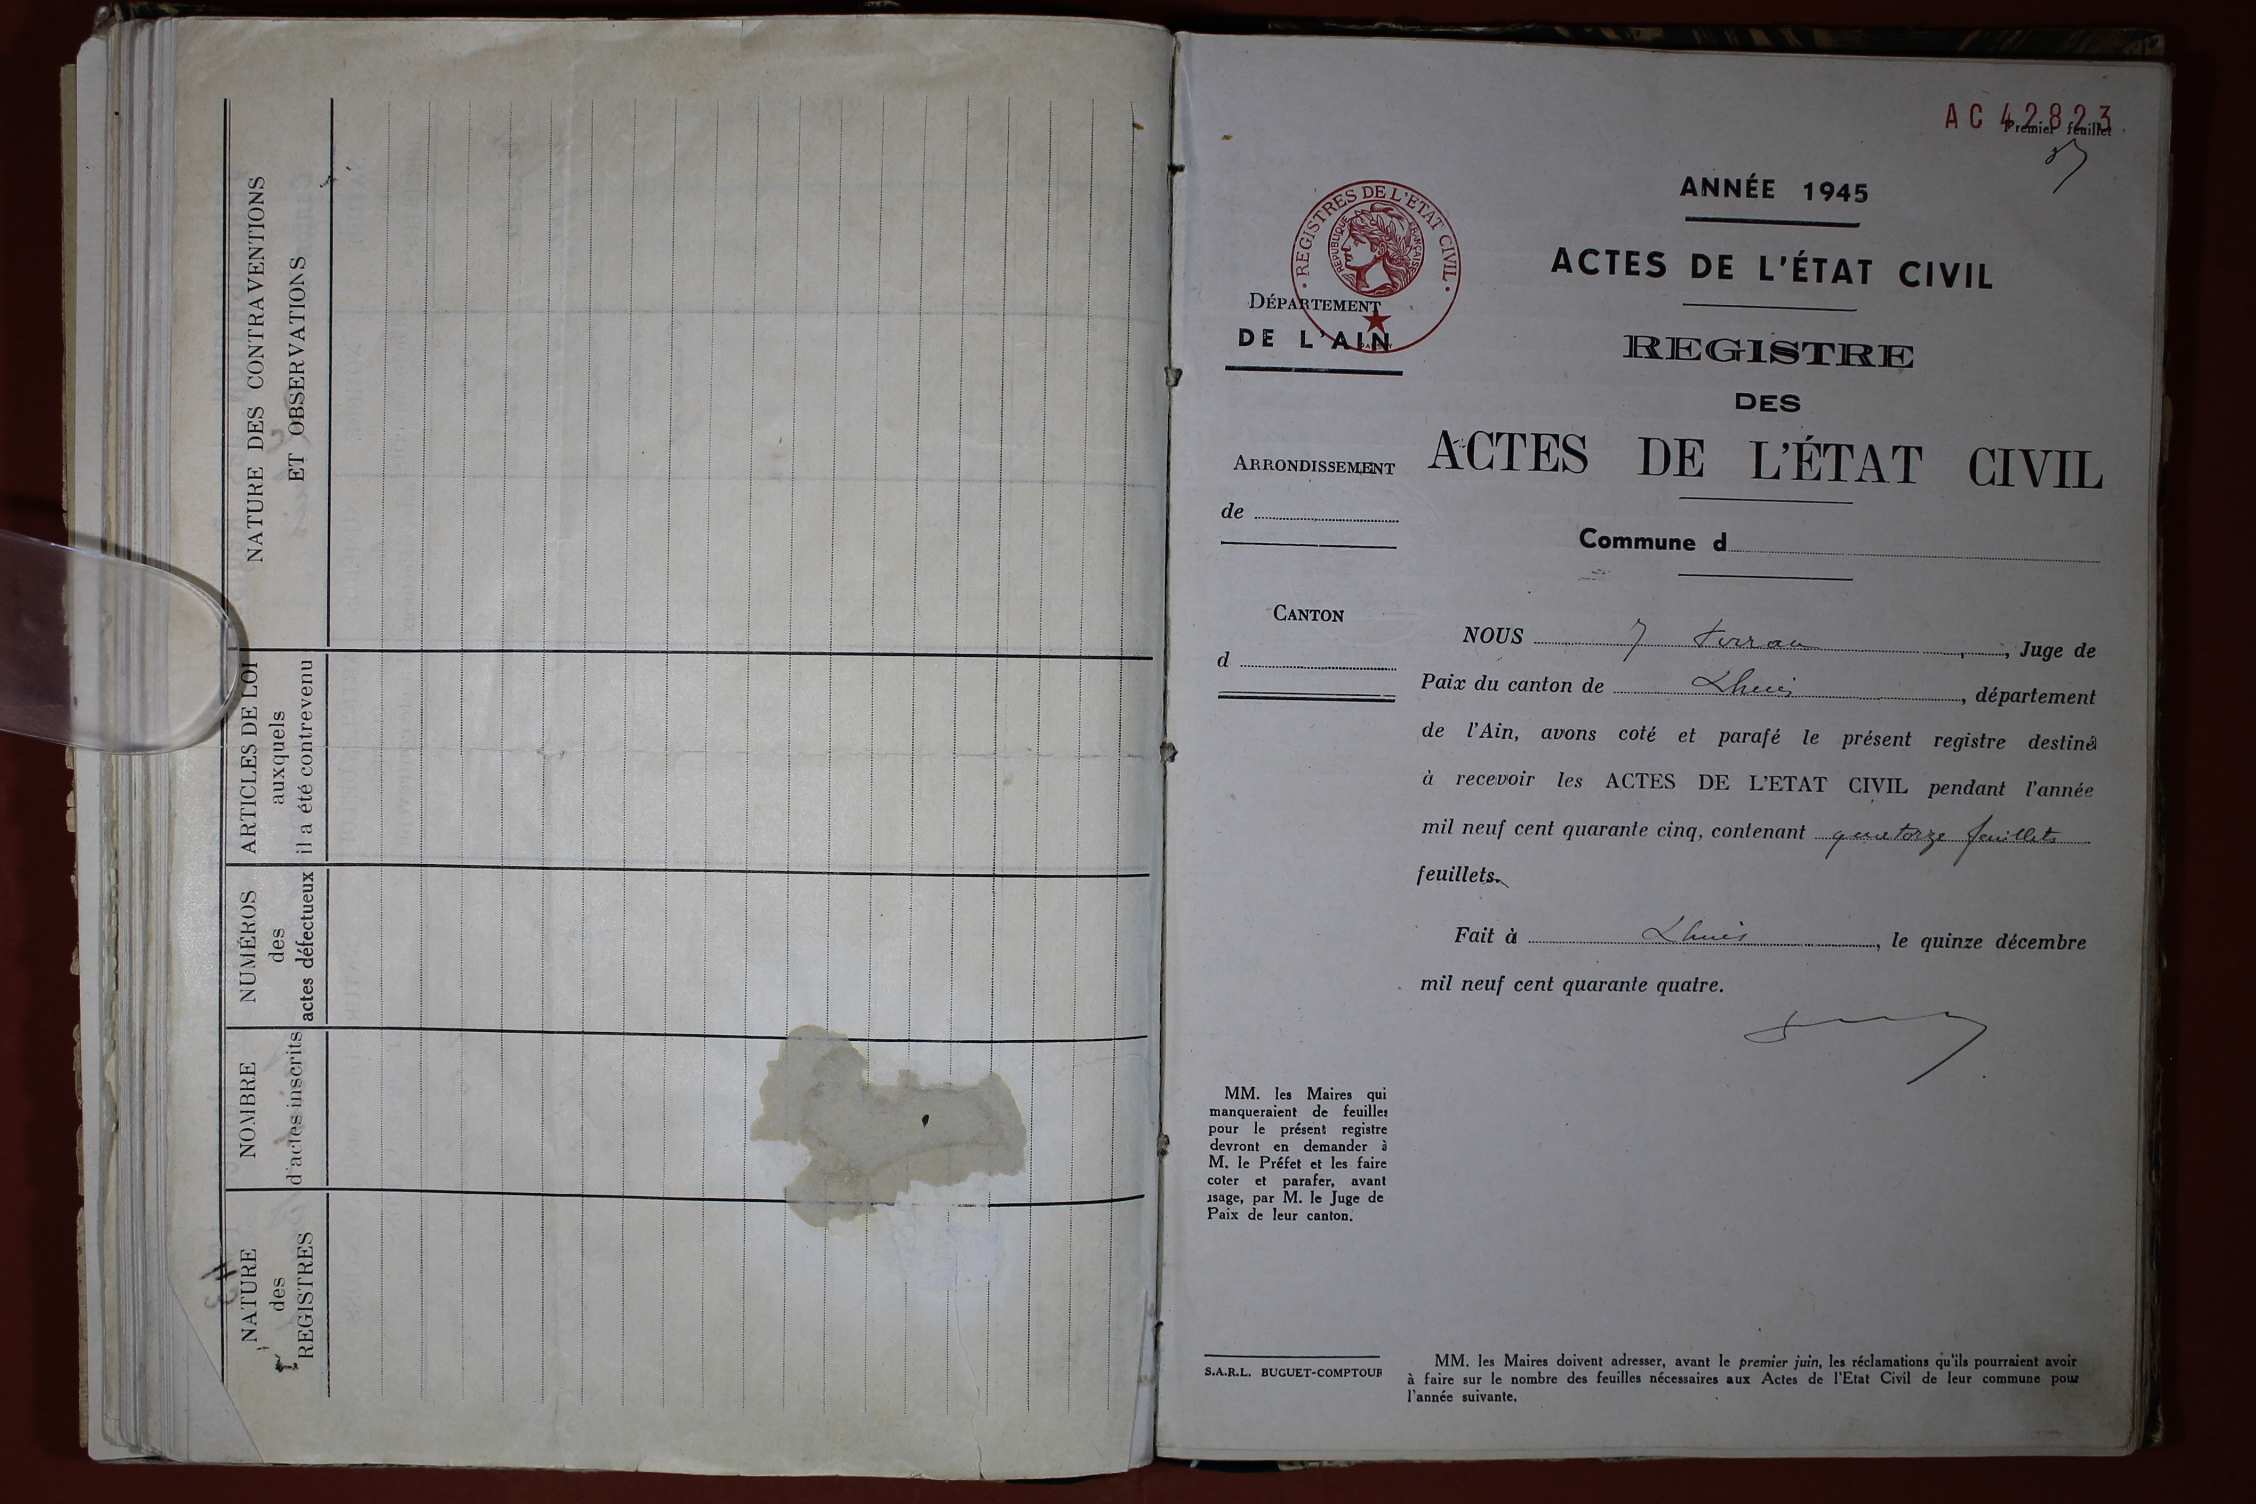 NATURE DES CONTRAVENTIONS
ET OBSERVATIONS
ARTICLES DE LOI
auxquels
il a été contrevenu
NUMÉROS
des
actes défectueux
NOMBRE
d'actes inscrits
NATURE
des
REGISTRES
AC 42823
Premier feuillet
ANNÉE 1945
ACTES DE L'ÉTAT CIVIL
REGISTRES DE L'ETAT CIVIL
REPUBLIQUE FRANÇAISE
DÉPARTEMENT
DE L'AIN
REGISTRE
DES
ACTES DE L'ÉTAT CIVIL
ARRONDISSEMENT
de
Commune d
CANTON
d
NOUS , Juge de
Paix du canton de Lhuis, département
de l'Ain, avons coté et parafé le présent registre destiné
à recevoir les ACTES DE L'ETAT CIVIL pendant l'année
mil neuf cent quarante cinq, contenant quatorze feuillets
feuillets.
Fait à Lhuis, le quinze décembre
mil neuf cent quarante quatre.
MM. les Maires qui
manqueraient de feuilles
pour le présent registre
devront en demander à
M. le Préfet et les faire
coter et parafer, avant
usage, par M. le Juge de
Paix de leur canton.
S.A.R.L. BUGUET-COMPTOUR
MM. les Maires doivent adresser, avant le premier juin, les réclamations qu'ils pourraient avoir
à faire sur le nombre des feuilles nécessaires aux Actes de l'Etat Civil de leur commune pour
l'année suivante.